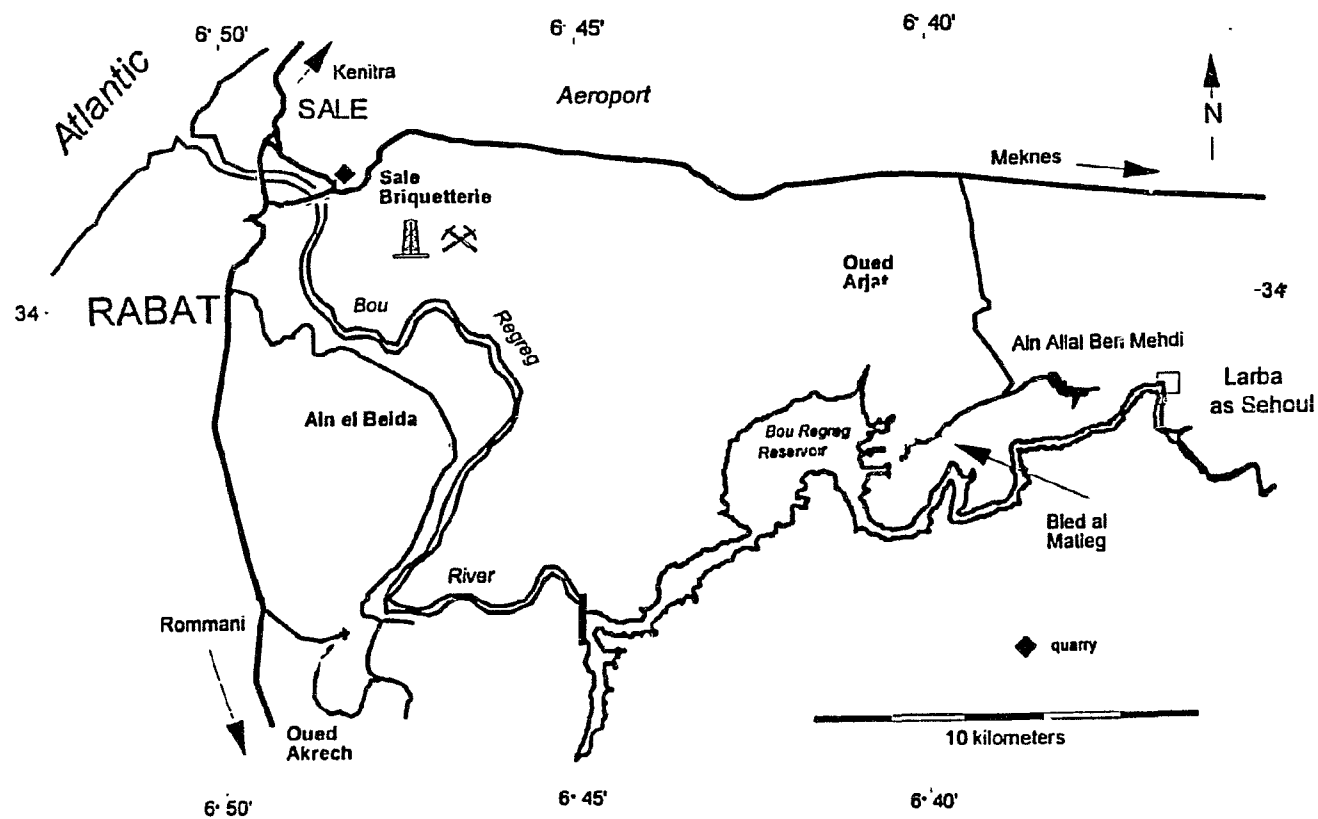 6° 50'
6° 45'
6° 40'
Atlantic
Kenitra
SALE
Aeroport
N
Meknes
Sale
Briquetterie
Oued
Arjat
34
RABAT
Bou
Regreg
-34
Ain Allal Ben Mehdi
Larba
as Sehoul
Ain el Beida
Bou Regreg
Reservoir
Bled al
Matleg
River
Rommani
quarry
Oued
Akrech
10 kilometers
6° 50'
6° 45'
6° 40'